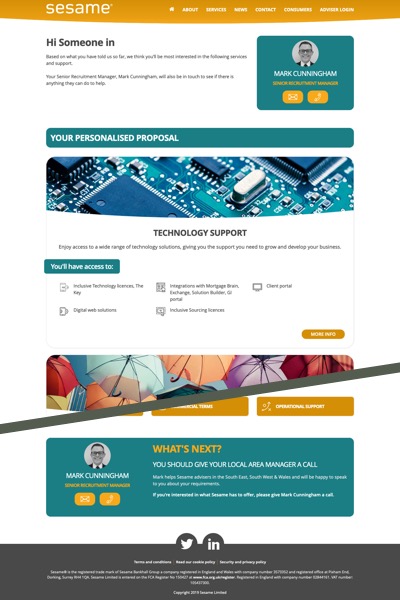 sesame
ABOUT SERVICES NEWS CONTACT CONSUMERS ADVISER LOGIN
Hi Someone in
Based on what you have told us so far, we think you'll be most interested in the following services
and support.
Your Senior Recruitment Manager, Mark Cunningham, will also be in touch to see if there is
anything they can do to help.
MARK CUNNINGHAM
SENIOR RECRUITMENT MANAGER
YOUR PERSONALISED PROPOSAL
TECHNOLOGY SUPPORT
Enjoy access to a wide range of technology solutions, giving you the support you need to grow and develop your business.
You'll have access to:
Inclusive Technology licences, The
Key
Integrations with Mortgage Brain,
Exchange, Solution Builder, GI
portal
Client portal
Digital web solutions
Inclusive Sourcing licences
MORE INFO
TERMS
OPERATIONAL SUPPORT
MARK CUNNINGHAM
SENIOR RECRUITMENT MANAGER
WHAT'S NEXT?
YOU SHOULD GIVE YOUR LOCAL AREA MANAGER A CALL
Mark helps Sesame advisers in the South East, South West & Wales and will be happy to speak
to you about your requirements.
If you're interested in what Sesame has to offer, please give Mark Cunningham a call.
Terms and conditions Read our cookie policy Security and privacy policy
Sesame® is the registered trade mark of Sesame Bankhall Group a company registered in England and Wales with company number 3573352 and registered office at Pixham End,
Dorking, Surrey RH4 1QA. Sesame Limited is entered on the FCA Register No 150427 at www.fca.org.uk/register. Registered in England with company number 02844161. VAT number:
105437300.
Copyright 2019 Sesame Limited